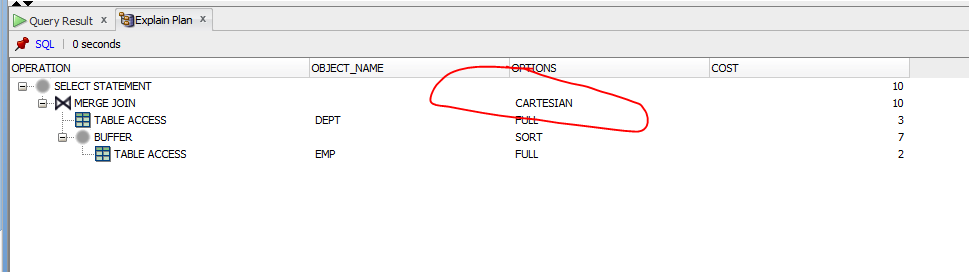 Query Result x Explain Plan x
SQL | 0 seconds
OPERATION OBJECT_NAME OPTIONS COST
SELECT STATEMENT 10
MERGE JOIN CARTESIAN 10
TABLE ACCESS DEPT FULL 3
BUFFER SORT 7
TABLE ACCESS EMP FULL 2